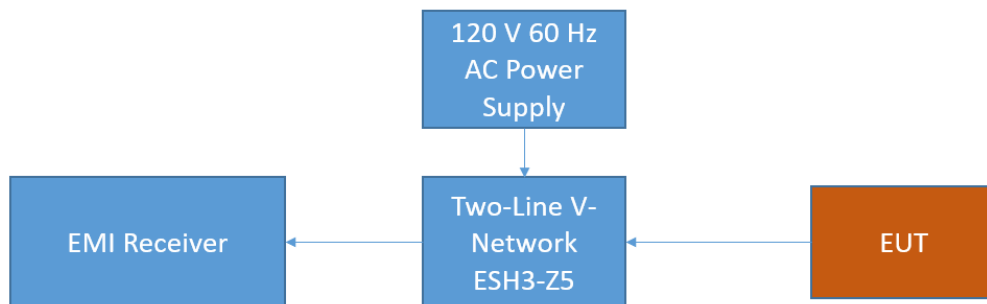 120 V 60 Hz
AC Power
Supply
EMI Receiver
Two-Line V-
Network
ESH3-Z5
EUT